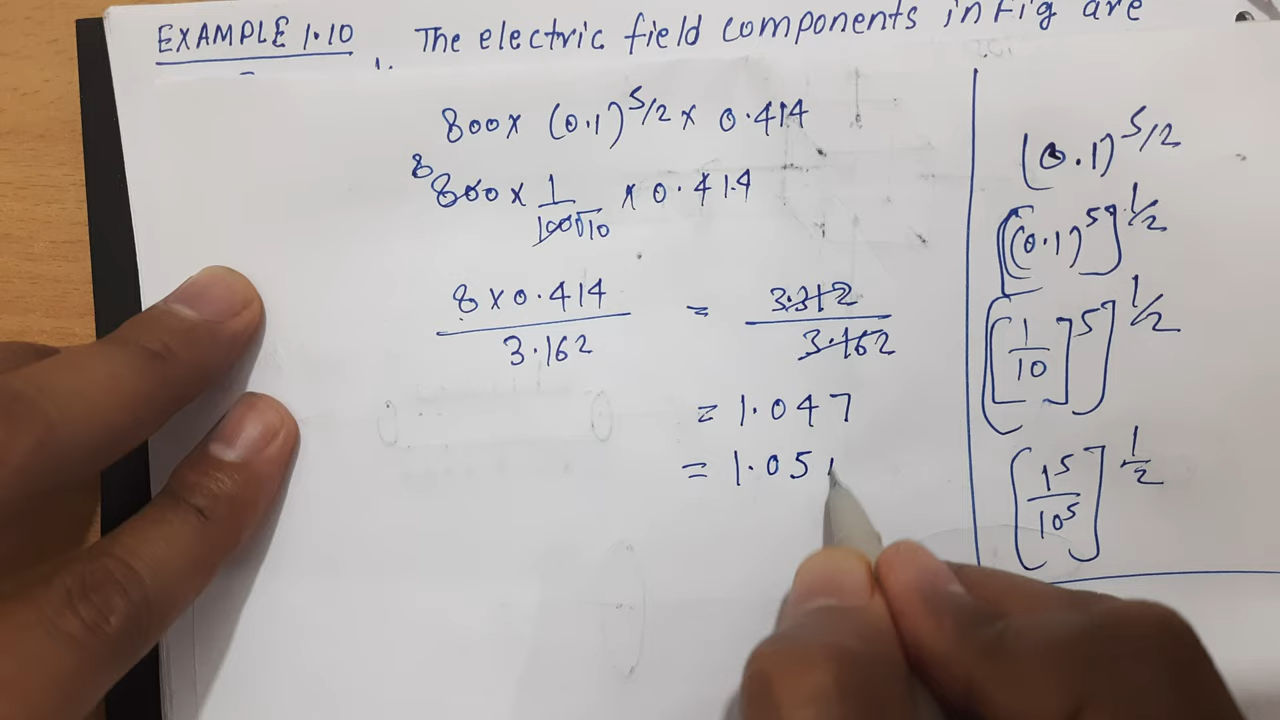 EXAMPLE 1.10 The electric field components in Fig are
1.
800 × (0.1)^5/2 × 0.414
8
800 × 1/100√10 × 0.414
8 × 0.414 / 3.162 = 3.312 / 3.162
= 1.047
= 1.05
(0.1)^5/2
[(0.1)^5]^1/2
[[1/10]^5]^1/2
[1^5/10^5]^1/2